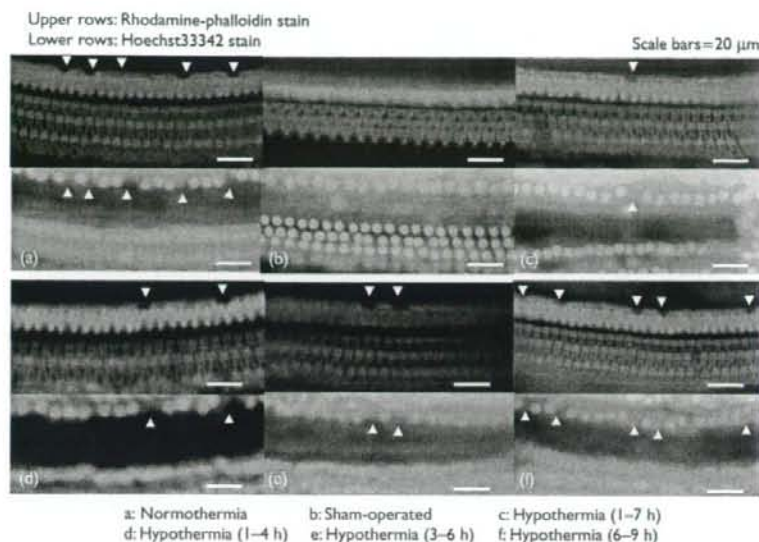 Upper rows: Rhodamine-phalloidin stain
Lower rows: Hoechst33342 stain
Scale bars=20 μm
(a)
(b)
(c)
(d)
(e)
(f)
a: Normothermia
b: Sham-operated
c: Hypothermia (1–7 h)
d: Hypothermia (1–4 h)
e: Hypothermia (3–6 h)
f: Hypothermia (6–9 h)